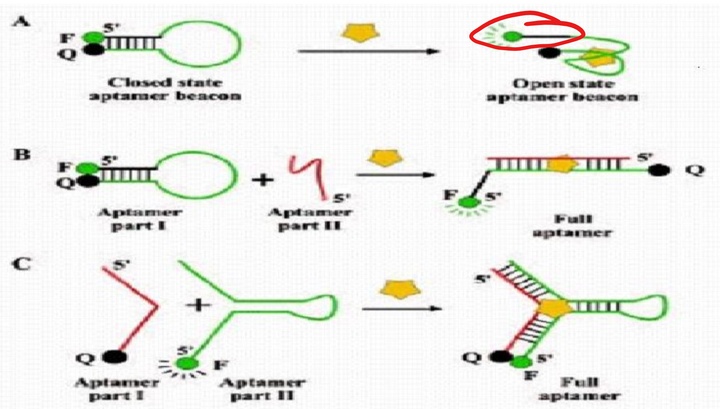 A
F 5'
Q
Closed state
aptamer beacon
Open state
aptamer beacon
B
F 5'
Q
+
5'
Aptamer
part I
Aptamer
part II
5'
Q
F 5'
Full
aptamer
C
5'
+
Q
5'
F
Aptamer
part I
Aptamer
part II
5'
Q
5'
F
Full
aptamer